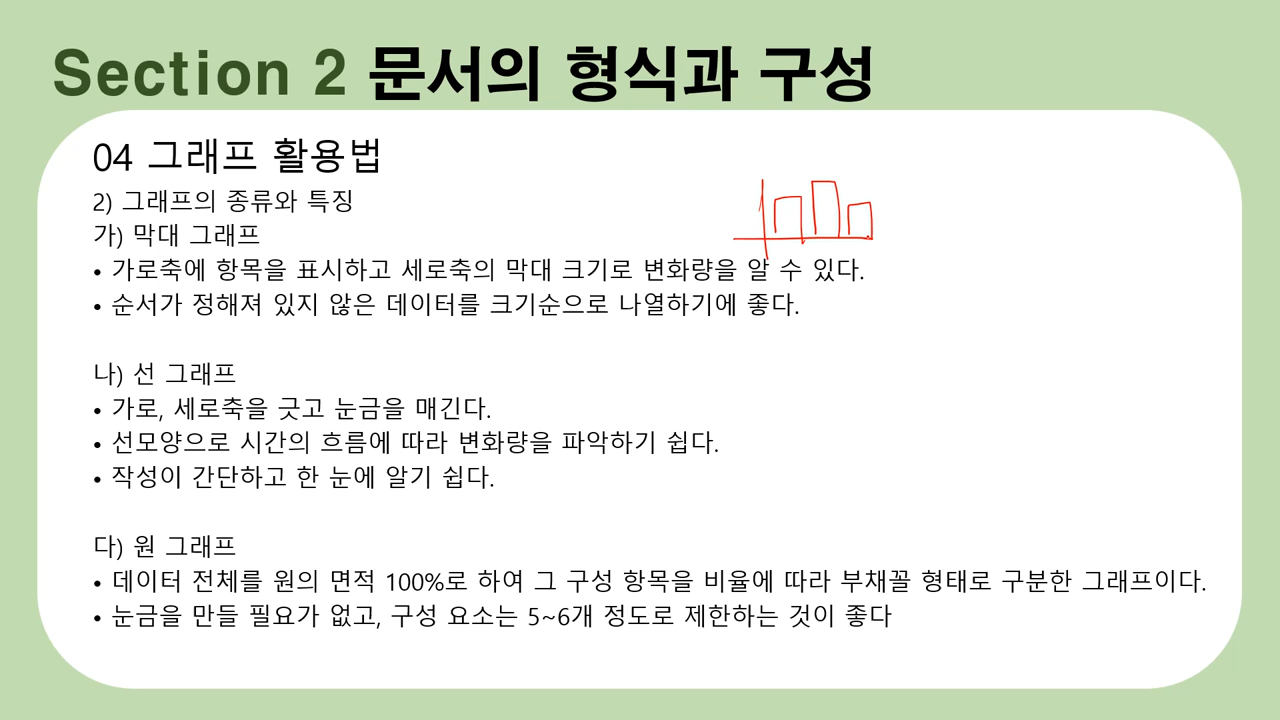 Section 2 문서의 형식과 구성
04 그래프 활용법
2) 그래프의 종류와 특징
가) 막대 그래프
• 가로축에 항목을 표시하고 세로축의 막대 크기로 변화량을 알 수 있다.
• 순서가 정해져 있지 않은 데이터를 크기순으로 나열하기에 좋다.
나) 선 그래프
• 가로, 세로축을 긋고 눈금을 매긴다.
• 선모양으로 시간의 흐름에 따라 변화량을 파악하기 쉽다.
• 작성이 간단하고 한 눈에 알기 쉽다.
다) 원 그래프
• 데이터 전체를 원의 면적 100%로 하여 그 구성 항목을 비율에 따라 부채꼴 형태로 구분한 그래프이다.
• 눈금을 만들 필요가 없고, 구성 요소는 5~6개 정도로 제한하는 것이 좋다